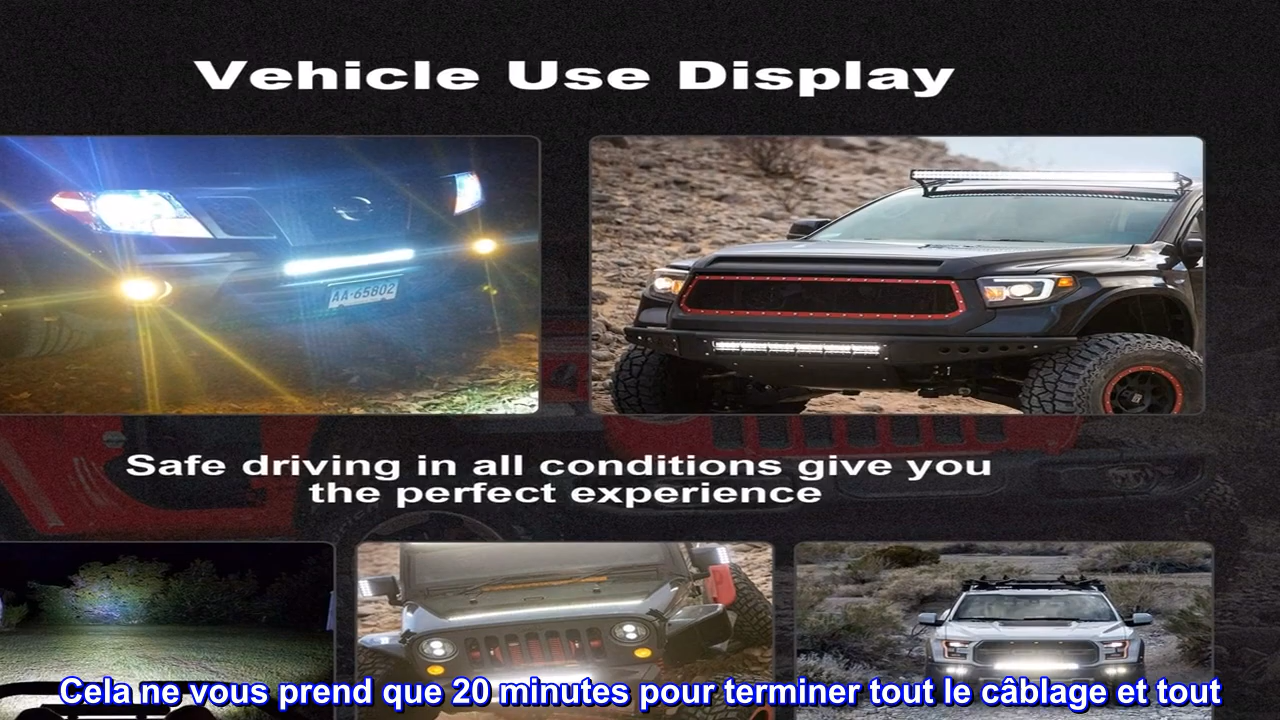 Vehicle Use Display
AA·65802
Safe driving in all conditions give you
the perfect experience
Cela ne vous prend que 20 minutes pour terminer tout le câblage et tout